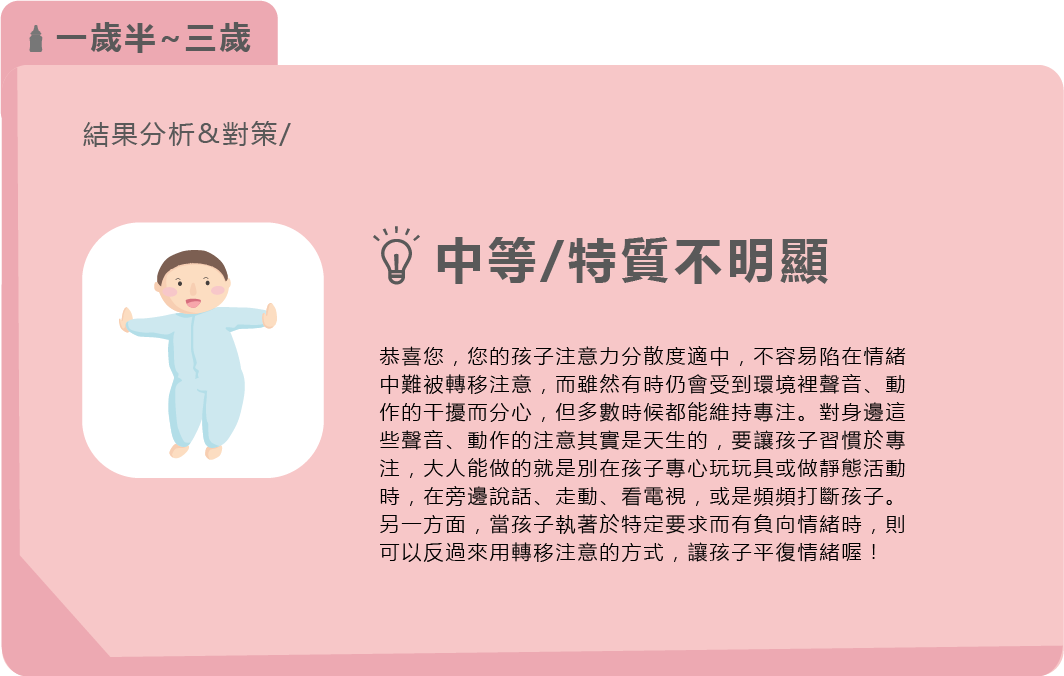 一歲半~三歲
結果分析&對策/
中等/特質不明顯
恭喜您，您的孩子注意力分散度適中，不容易陷在情緒
中難被轉移注意，而雖然有時仍會受到環境裡聲音、動
作的干擾而分心，但多數時候都能維持專注。對身邊這
些聲音、動作的注意其實是天生的，要讓孩子習慣於專
注，大人能做的就是別在孩子專心玩玩具或做靜態活動
時，在旁邊說話、走動、看電視，或是頻頻打斷孩子。
另一方面，當孩子執著於特定要求而有負向情緒時，則
可以反過來用轉移注意的方式，讓孩子平復情緒喔！